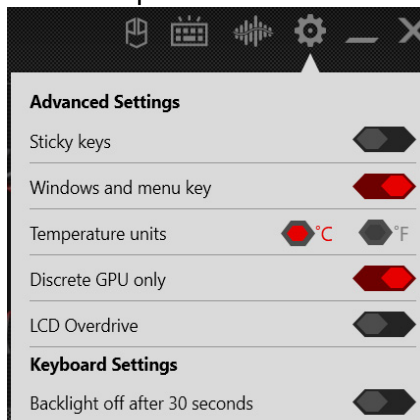 Advanced Settings
Sticky keys
Windows and menu key
Temperature units °C °F
Discrete GPU only
LCD Overdrive
Keyboard Settings
Backlight off after 30 seconds